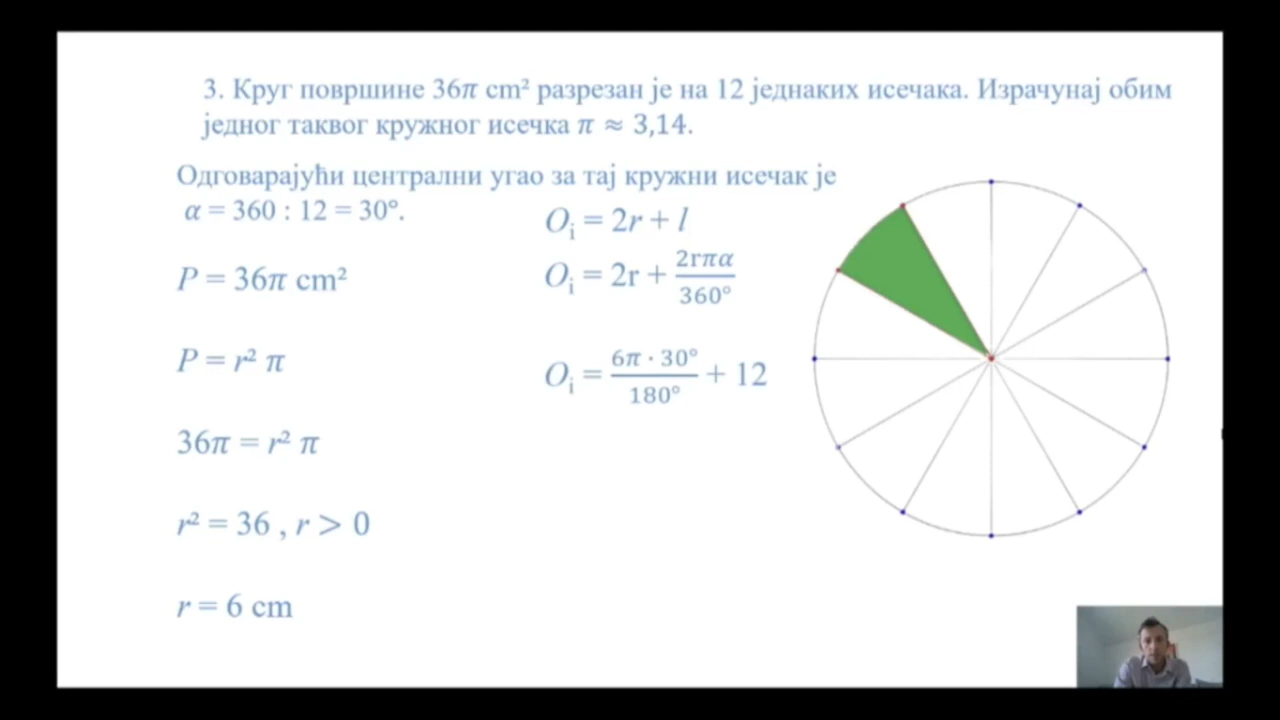 3. Круг површине 36π cm² разрезан је на 12 једнаких исечака. Израчунај обим
једног таквог кружног исечка π ≈ 3,14.
Одговарајући централни угао за тај кружни исечак је
α = 360 : 12 = 30°.
P = 36π cm²
P = r² π
36π = r² π
r² = 36 , r > 0
r = 6 cm
Oᵢ = 2r + l
Oᵢ = 2r + 2rπα/360°
Oᵢ = 6π · 30°/180° + 12